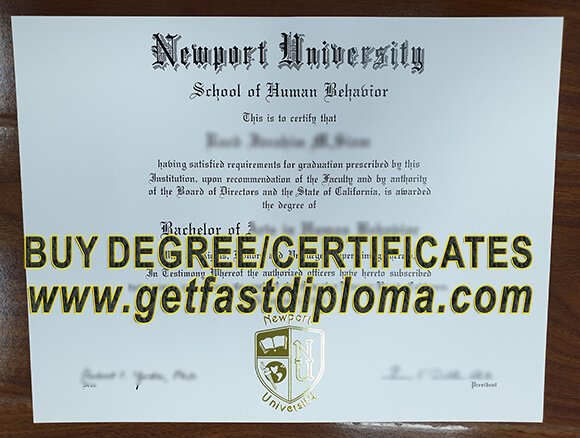 Newport University
School of Human Behavior
This is to certify that
having satisfied requirements for graduation prescribed by this
Institution, upon recommendation of the Faculty and by authority
of the Board of Directors and the State of California, is awarded
the degree of
Bachelor of
BUY DEGREE/CERTIFICATES
In Testimony Whereof the authorized officers have hereto subscribed
www.getfastdiploma.com
Newport
NU
University
President